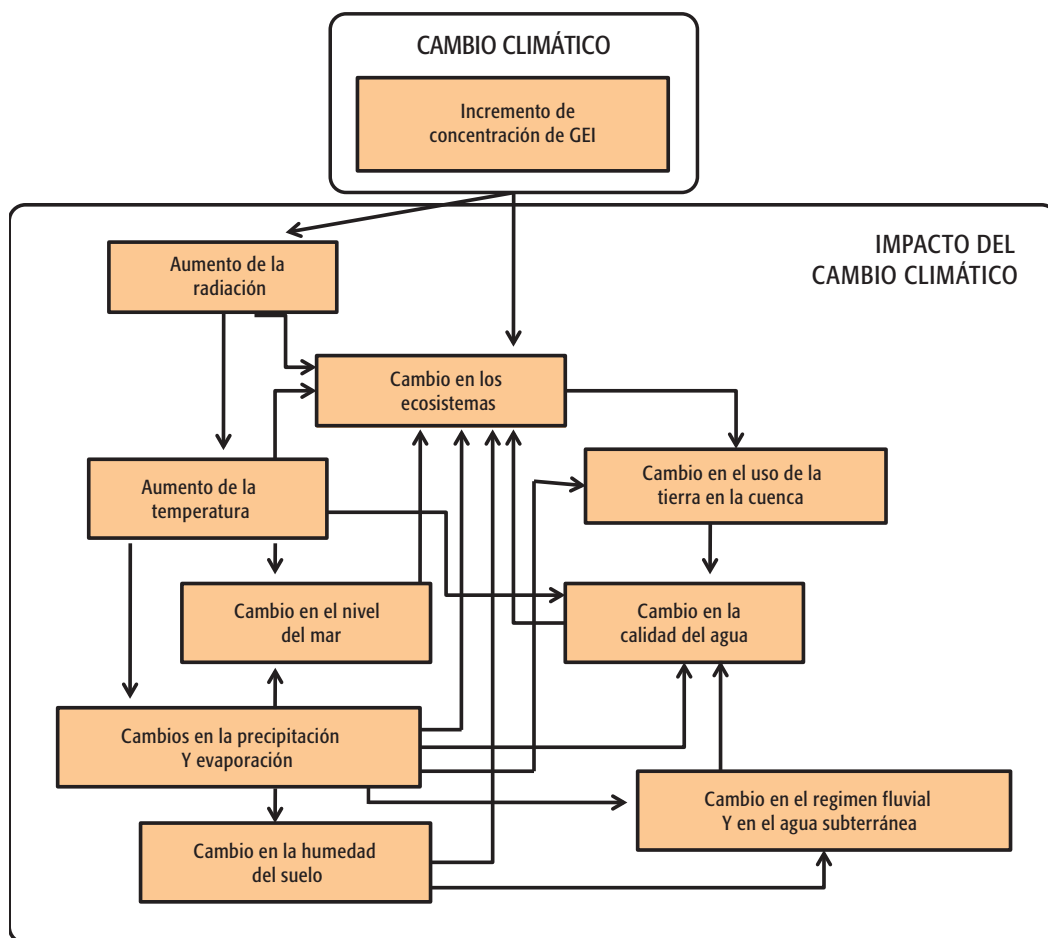 CAMBIO CLIMÁTICO
Incremento de
concentración de GEI
IMPACTO DEL
CAMBIO CLIMÁTICO
Aumento de la
radiación
Cambio en los
ecosistemas
Aumento de la
temperatura
Cambio en el uso de la
tierra en la cuenca
Cambio en el nivel
del mar
Cambio en la
calidad del agua
Cambios en la precipitación
Y evaporación
Cambio en el regimen fluvial
Y en el agua subterránea
Cambio en la humedad
del suelo